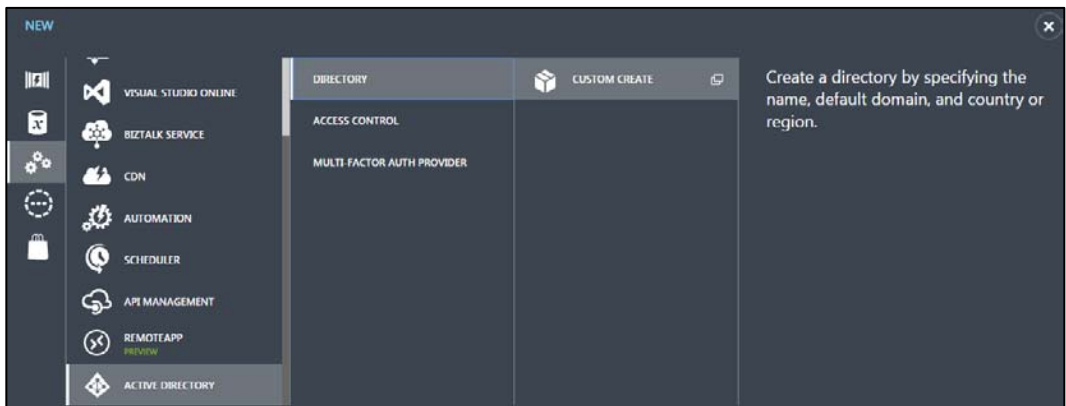 NEW
VISUAL STUDIO ONLINE
BIZTALK SERVICE
CDN
AUTOMATION
SCHEDULER
API MANAGEMENT
REMOTEAPP
PREVIEW
ACTIVE DIRECTORY
DIRECTORY
ACCESS CONTROL
MULTI-FACTOR AUTH PROVIDER
CUSTOM CREATE
Create a directory by specifying the
name, default domain, and country or
region.